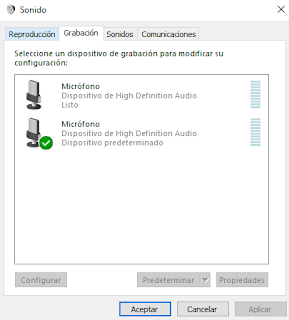 Sonido
Reproducción Grabación Sonidos Comunicaciones
Seleccione un dispositivo de grabación para modificar su
configuración:
Micrófono
Dispositivo de High Definition Audio
Listo
Micrófono
Dispositivo de High Definition Audio
Dispositivo predeterminado
Configurar Predeterminar Propiedades
Aceptar Cancelar Aplicar